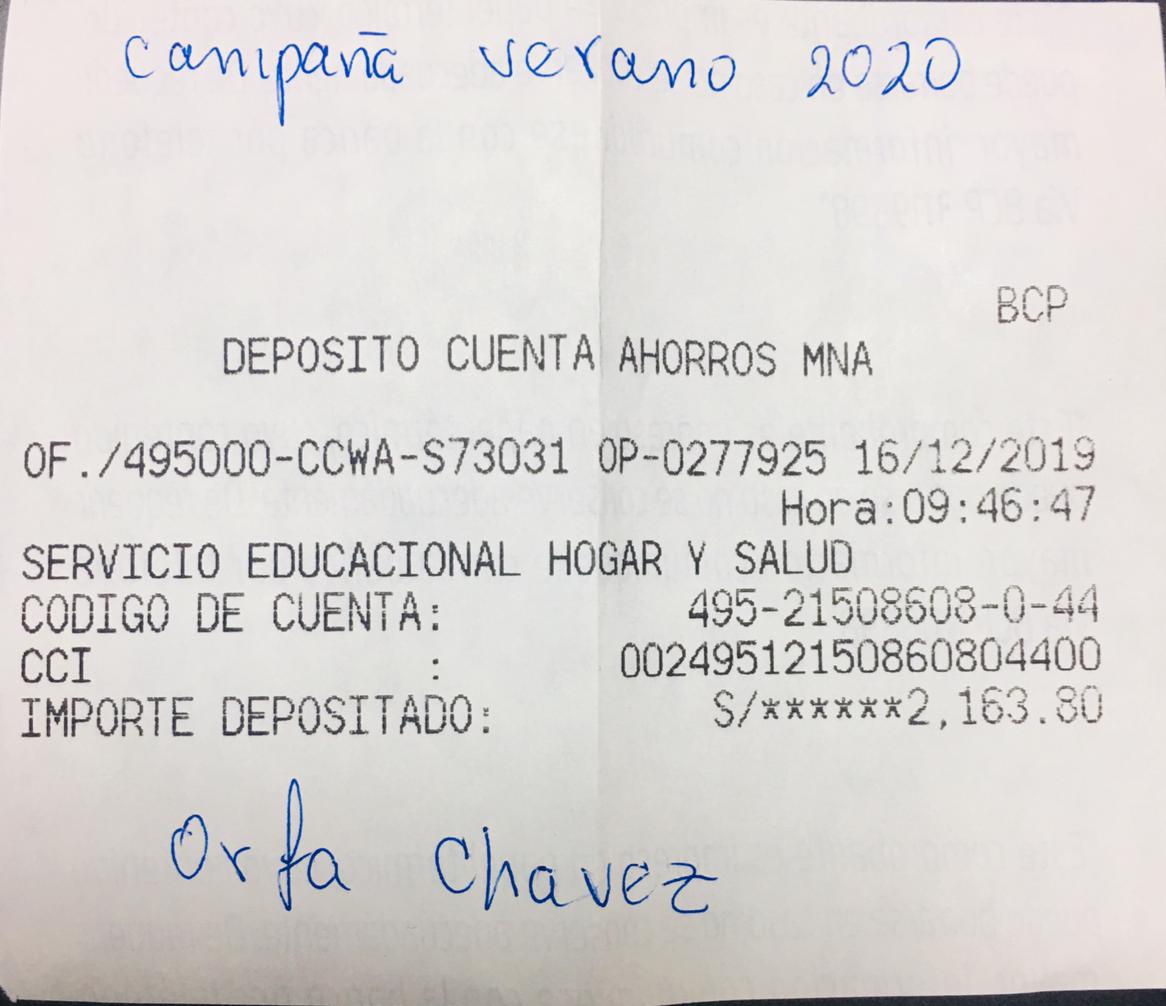 Campaña verano 2020
BCP
DEPOSITO CUENTA AHORROS MNA
OF./495000-CCWA-S73031 OP-0277925 16/12/2019
Hora:09:46:47
SERVICIO EDUCACIONAL HOGAR Y SALUD
CODIGO DE CUENTA: 495-21508608-0-44
CCI : 00249512150860804400
IMPORTE DEPOSITADO: S/******2,163.80
Orfa Chavez